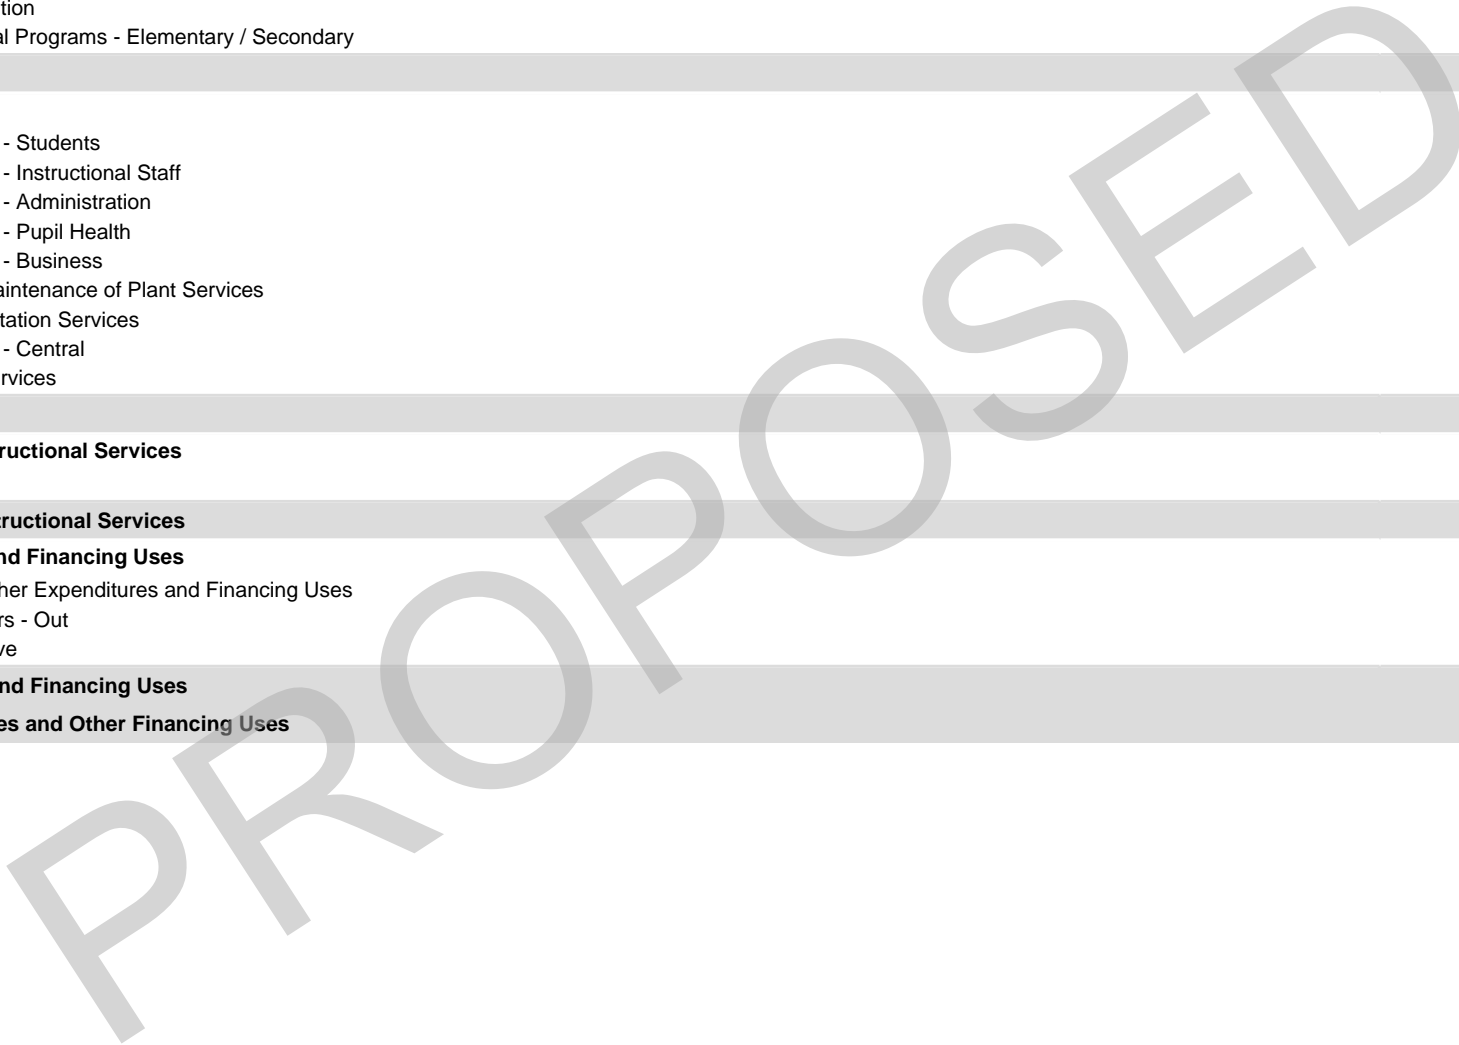 tion
al Programs - Elementary / Secondary
- Students
- Instructional Staff
- Administration
- Pupil Health
- Business
aintenance of Plant Services
tation Services
- Central
rvices
ructional Services
tructional Services
nd Financing Uses
her Expenditures and Financing Uses
rs - Out
ve
nd Financing Uses
es and Other Financing Uses
PROPOSED